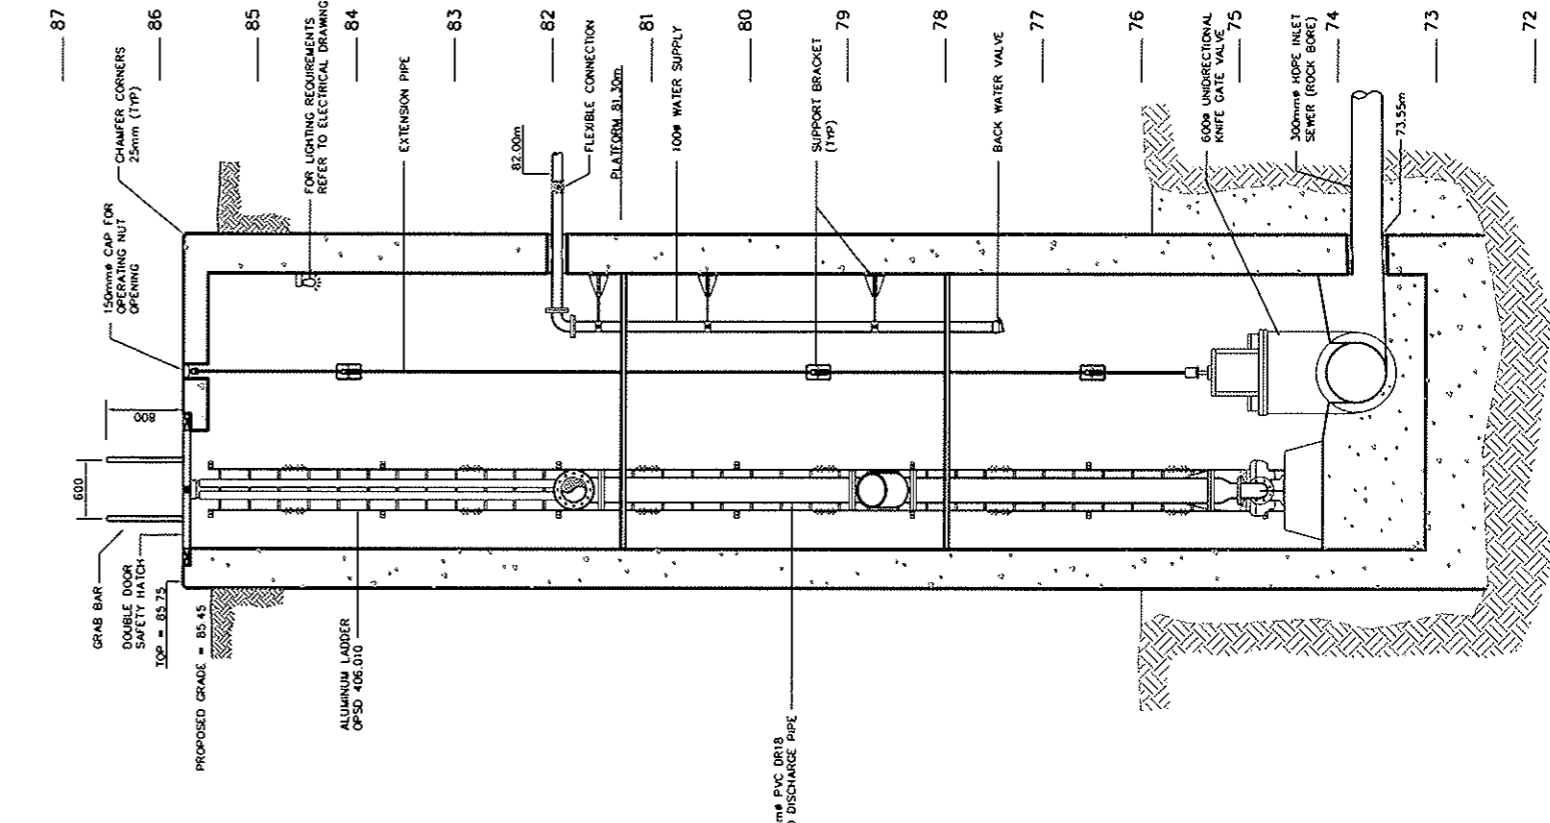 87
86
85
84
83
82
81
80
79
78
77
76
75
74
73
72
CHAMFER CORNERS
25mm (TYP)
150mmø CAP FOR
OPERATING NUT
OPENING
FOR LIGHTING REQUIREMENTS
REFER TO ELECTRICAL DRAWING
EXTENSION PIPE
82.00m
FLEXIBLE CONNECTION
PLATFORM 81.30m
100ø WATER SUPPLY
SUPPORT BRACKET
(TYP)
BACK WATER VALVE
600ø UNIDIRECTIONAL
KNIFE GATE VALVE
300mmø HDPE INLET
SEWER (ROCK BORE)
73.55m
800
600
GRAB BAR
DOUBLE DOOR
SAFETY HATCH
TOP = 85.75
PROPOSED GRADE = 85.45
ALUMINUM LADDER
OPSD 406.010
mø PVC DR18
DISCHARGE PIPE